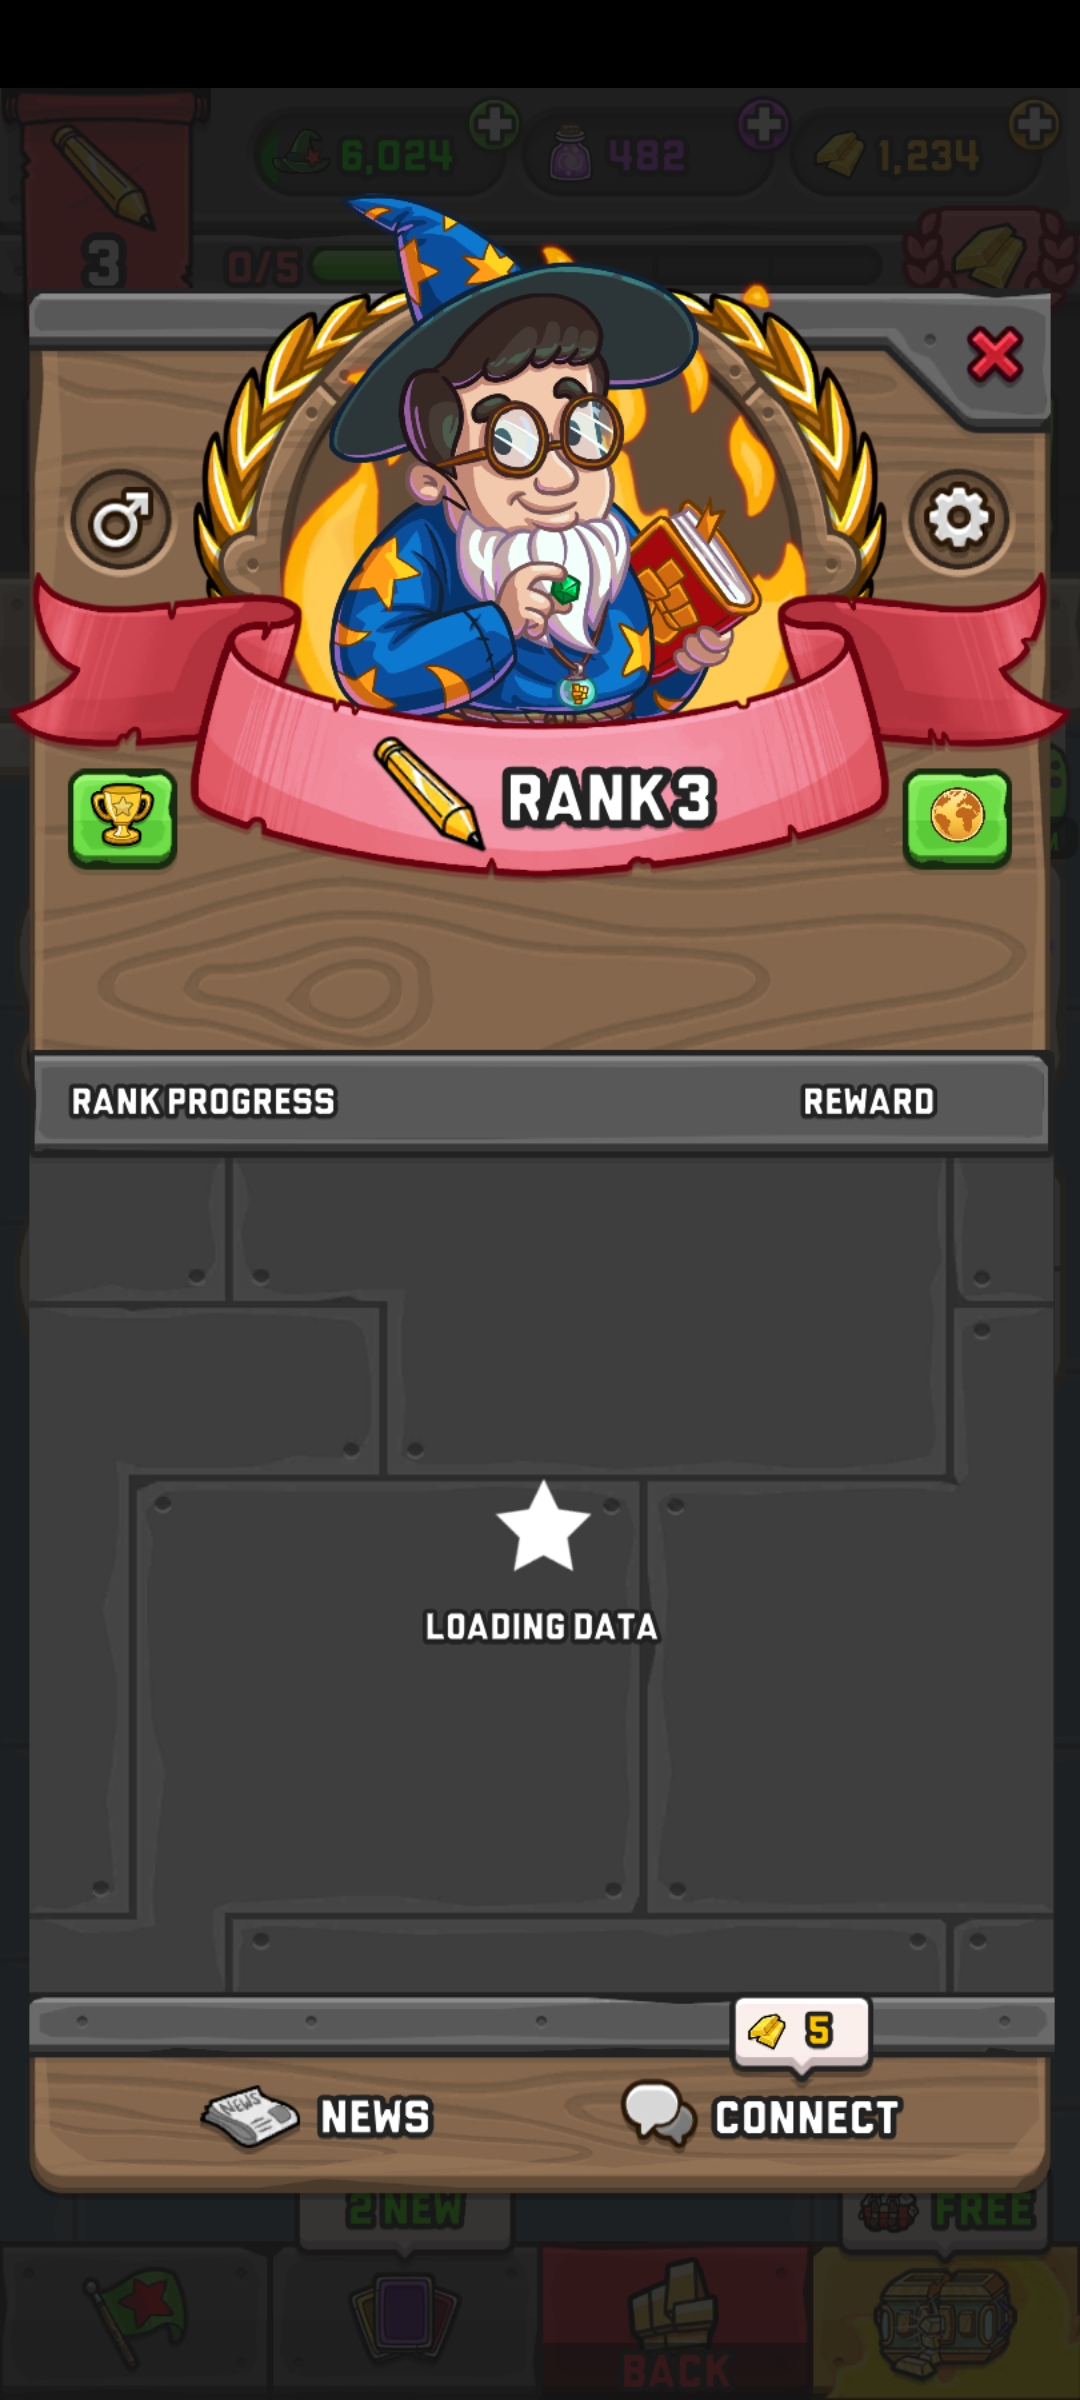 6,024
482
1,234
3
0/5
RANK 3
RANK PROGRESS
REWARD
LOADING DATA
5
NEWS
NEWS
CONNECT
2 NEW
FREE
BACK